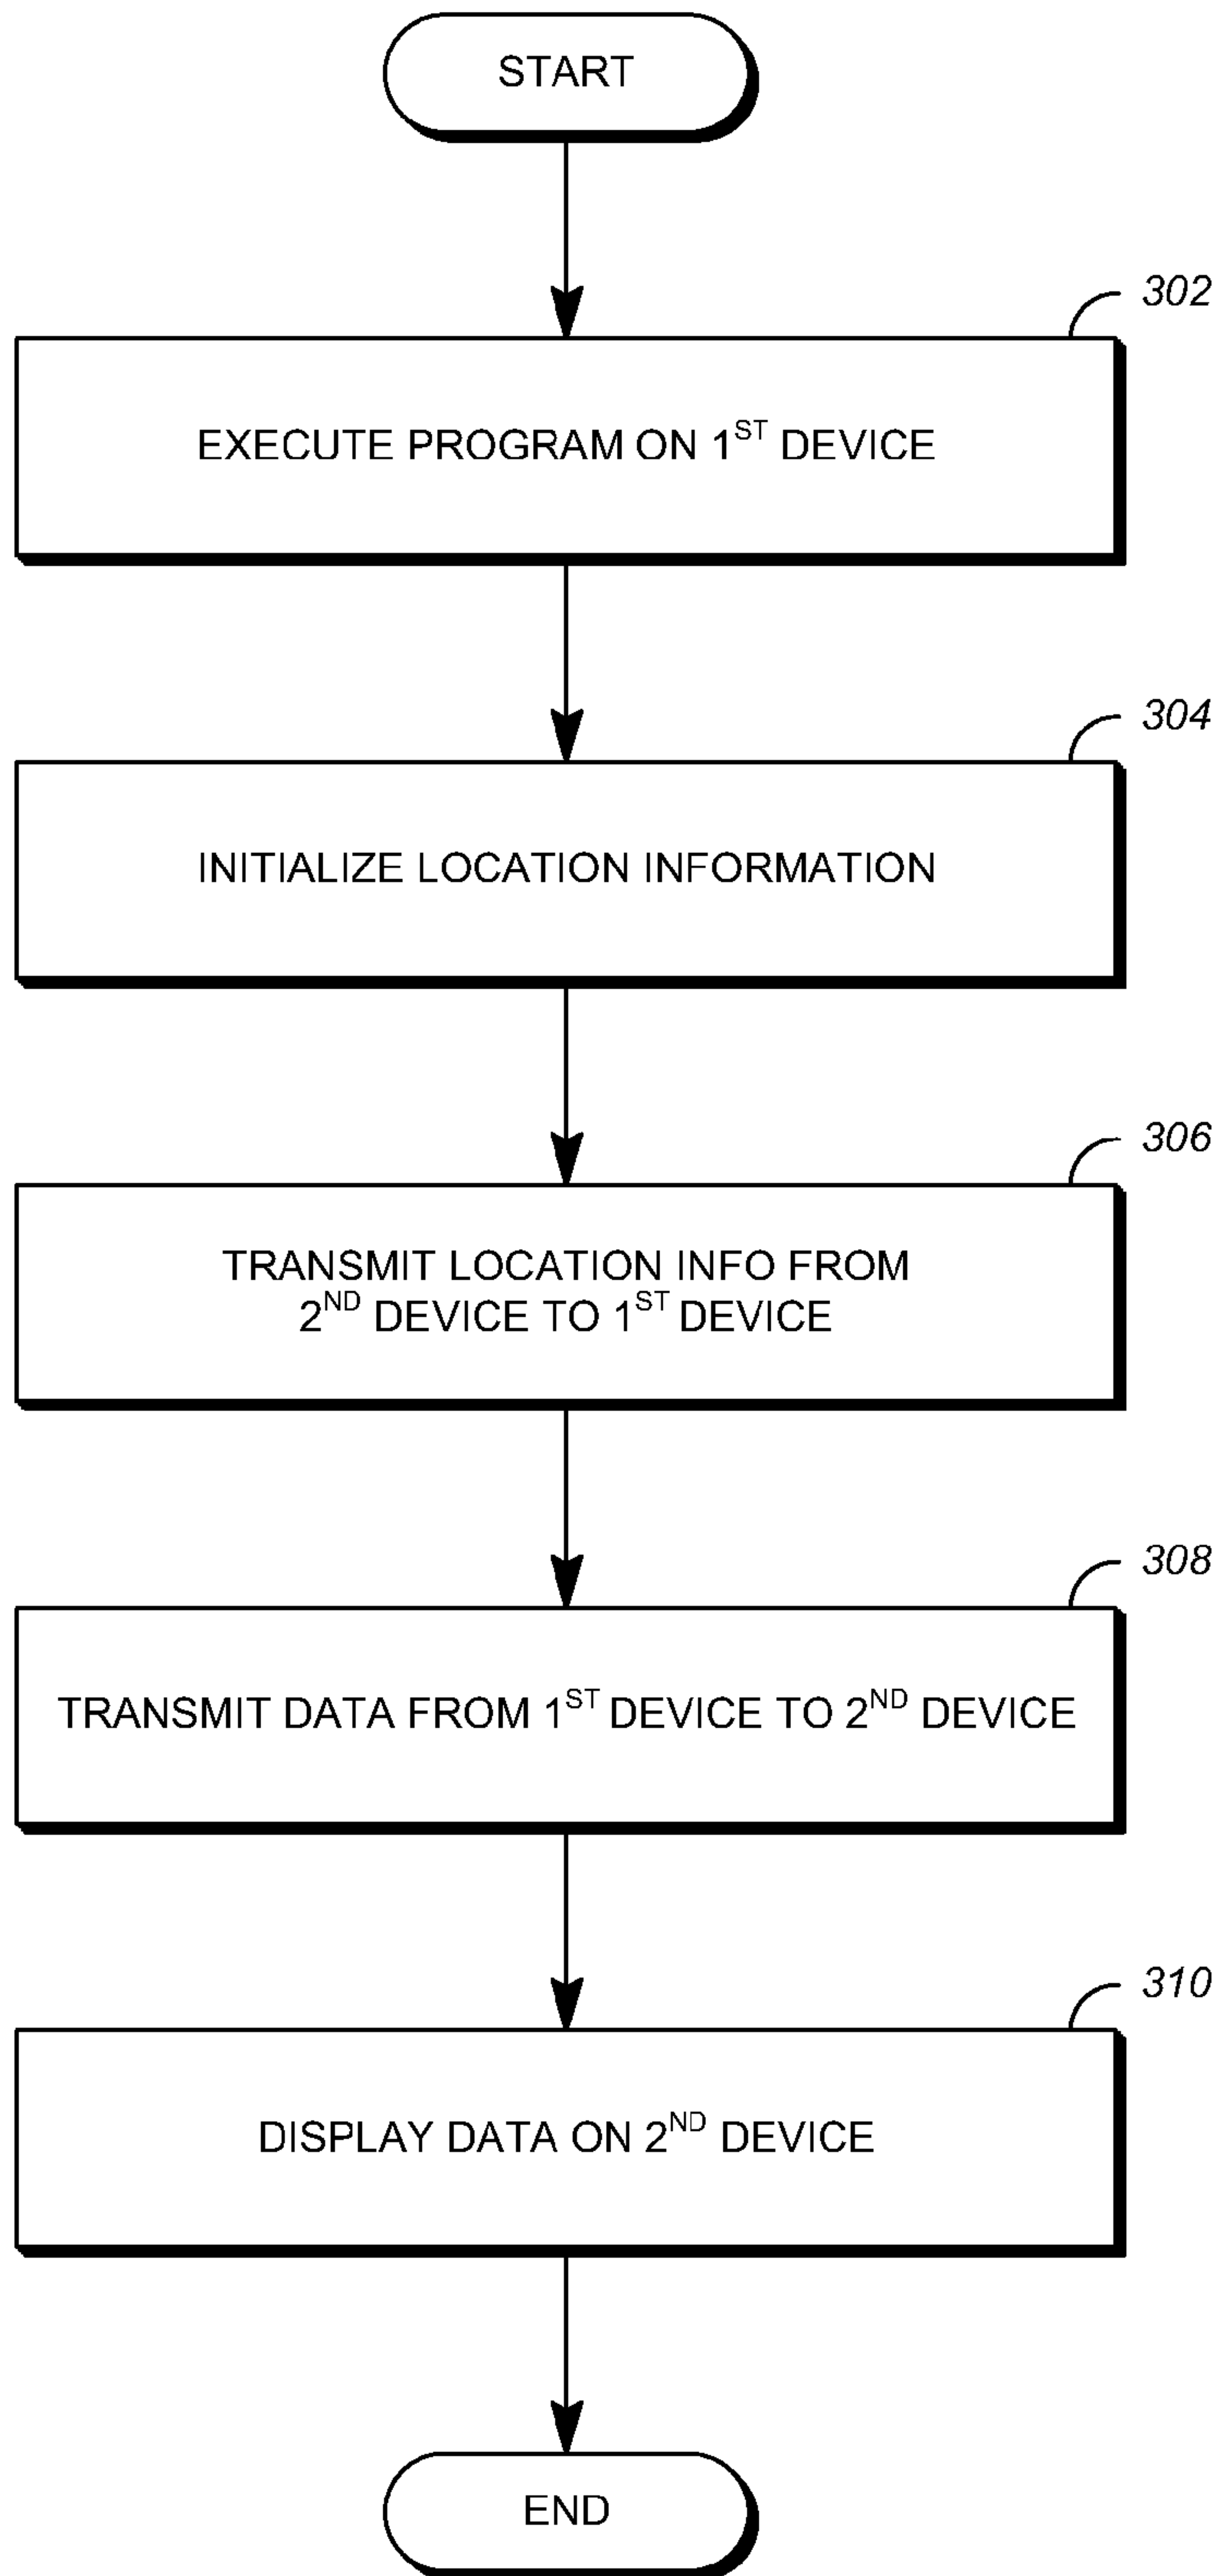 START
302
EXECUTE PROGRAM ON 1ST DEVICE
304
INITIALIZE LOCATION INFORMATION
306
TRANSMIT LOCATION INFO FROM
2ND DEVICE TO 1ST DEVICE
308
TRANSMIT DATA FROM 1ST DEVICE TO 2ND DEVICE
310
DISPLAY DATA ON 2ND DEVICE
END